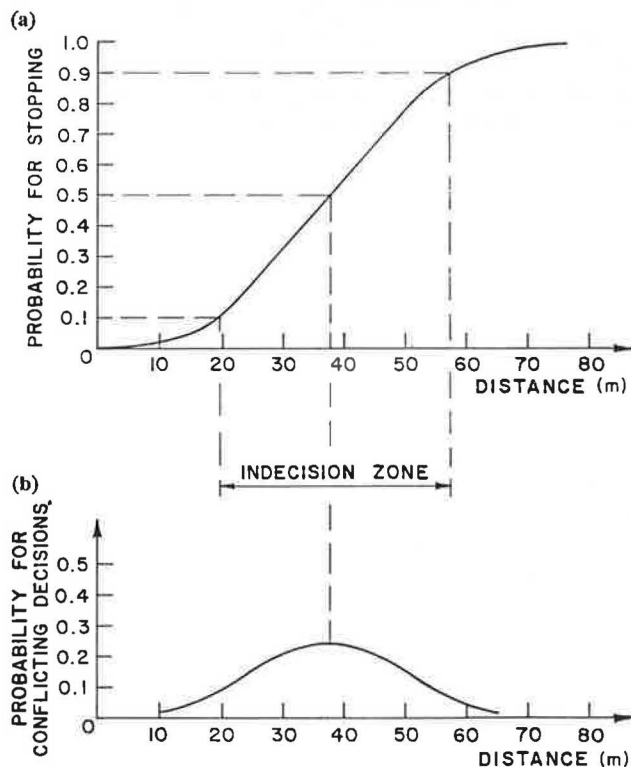 (a)
PROBABILITY FOR STOPPING
1.0
0.9
0.8
0.7
0.6
0.5
0.4
0.3
0.2
0.1
0
10 20 30 40 50 60 70 80
DISTANCE (m)
INDECISION ZONE
(b)
PROBABILITY FOR
CONFLICTING DECISIONS.
0.5
0.4
0.3
0.2
0.1
0
10 20 30 40 50 60 70 80
DISTANCE (m)